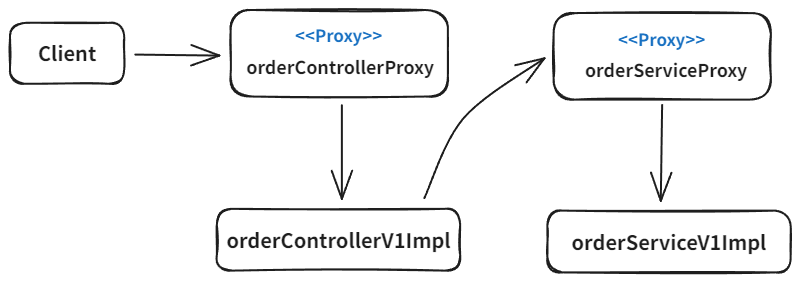 Client
<<Proxy>>
orderControllerProxy
<<Proxy>>
orderServiceProxy
orderControllerV1Impl
orderServiceV1Impl